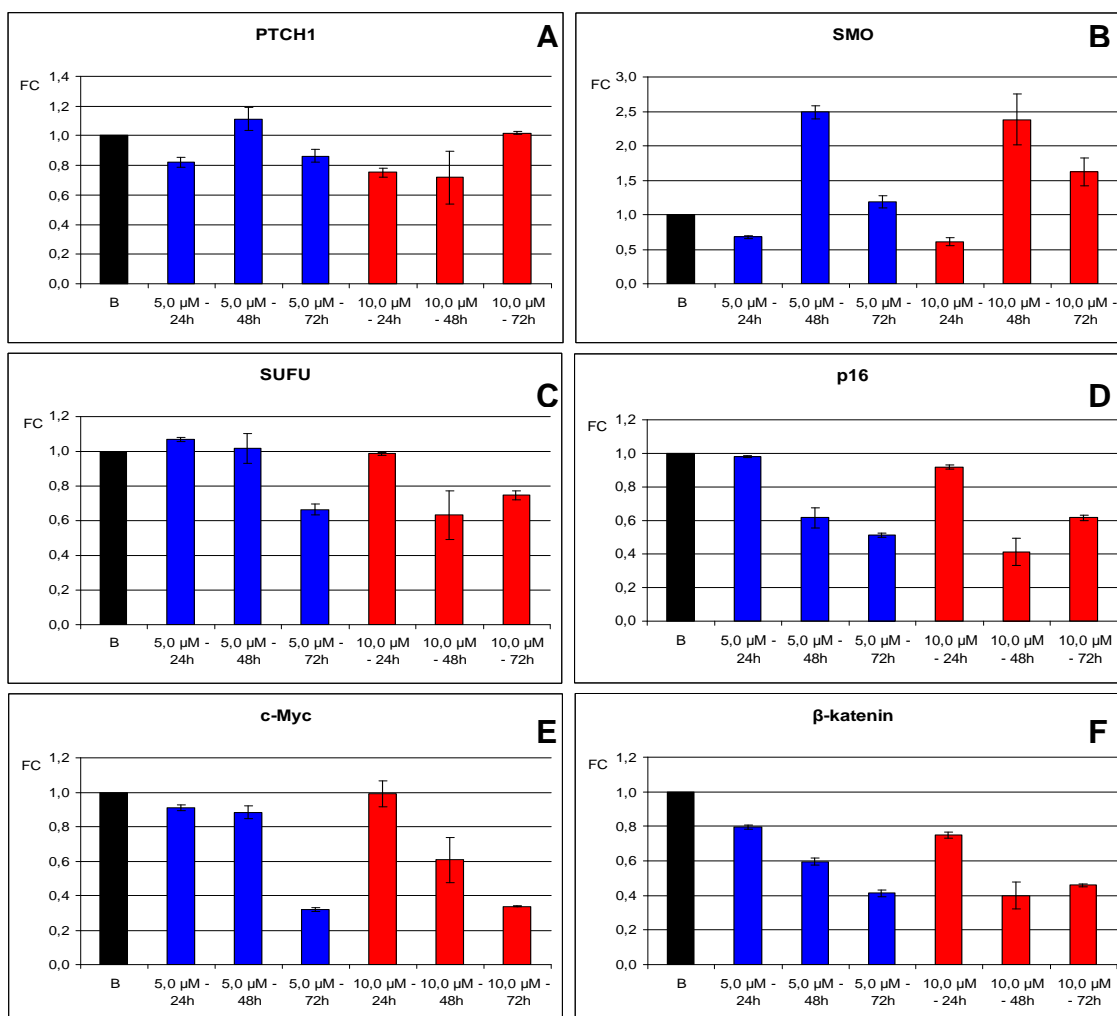 PTCH1
A
FC
1,4
1,2
1,0
0,8
0,6
0,4
0,2
0,0
B
5,0 µM -
24h
5,0 µM -
48h
5,0 µM -
72h
10,0 µM
- 24h
10,0 µM
- 48h
10,0 µM
- 72h
SMO
B
FC
3,0
2,5
2,0
1,5
1,0
0,5
0,0
B
5,0 µM -
24h
5,0 µM -
48h
5,0 µM -
72h
10,0 µM -
24h
10,0 µM -
48h
10,0 µM -
72h
SUFU
C
FC
1,2
1,0
0,8
0,6
0,4
0,2
0,0
B
5,0 µM -
24h
5,0 µM -
48h
5,0 µM -
72h
10,0 µM
- 24h
10,0 µM
- 48h
10,0 µM
- 72h
p16
D
FC
1,2
1,0
0,8
0,6
0,4
0,2
0,0
B
5,0 µM -
24h
5,0 µM -
48h
5,0 µM -
72h
10,0 µM
- 24h
10,0 µM
- 48h
10,0 µM
- 72h
c-Myc
E
FC
1,2
1,0
0,8
0,6
0,4
0,2
0,0
B
5,0 µM -
24h
5,0 µM -
48h
5,0 µM -
72h
10,0 µM -
24h
10,0 µM -
48h
10,0 µM -
72h
β-katenin
F
FC
1,2
1,0
0,8
0,6
0,4
0,2
0,0
B
5,0 µM -
24h
5,0 µM -
48h
5,0 µM -
72h
10,0 µM
- 24h
10,0 µM
- 48h
10,0 µM
- 72h